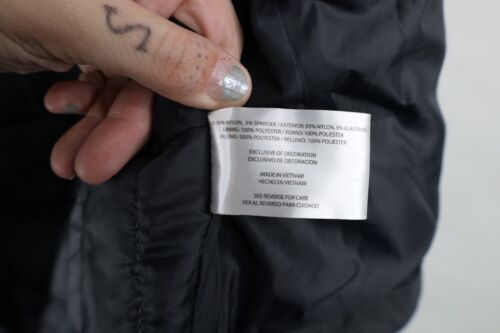 S
95% NYLON, 5% SPANDEX / EXTERIOR: 95% NYLON, 5% ELASTANO
LINING: 100% POLYESTER / FORRO: 100% POLIESTER
FILLING: 100% POLYESTER / RELLENO: 100% POLIESTER
EXCLUSIVE OF DECORATION
EXCLUSIVO DE DECORACION
MADE IN VIETNAM
HECHO EN VIETNAM
SEE REVERSE FOR CARE
VER AL REVERSO PARA CUIDADO